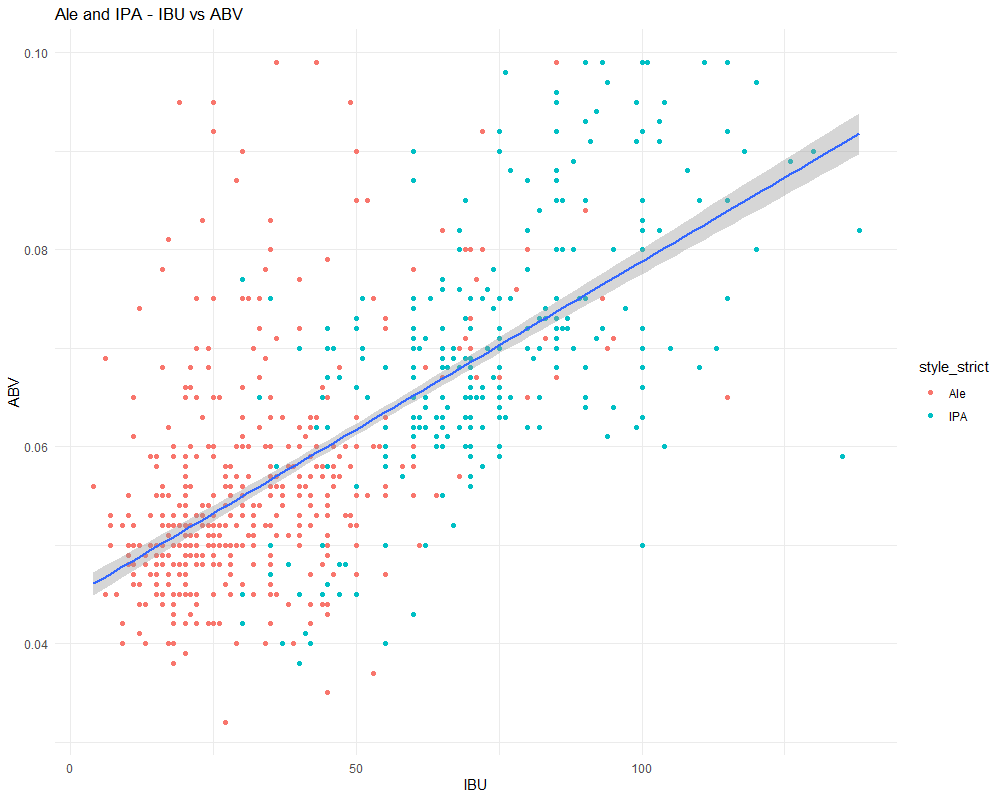 Ale and IPA - IBU vs ABV
0.10
0.08
0.06
0.04
ABV
0
50
100
IBU
style_strict
Ale
IPA